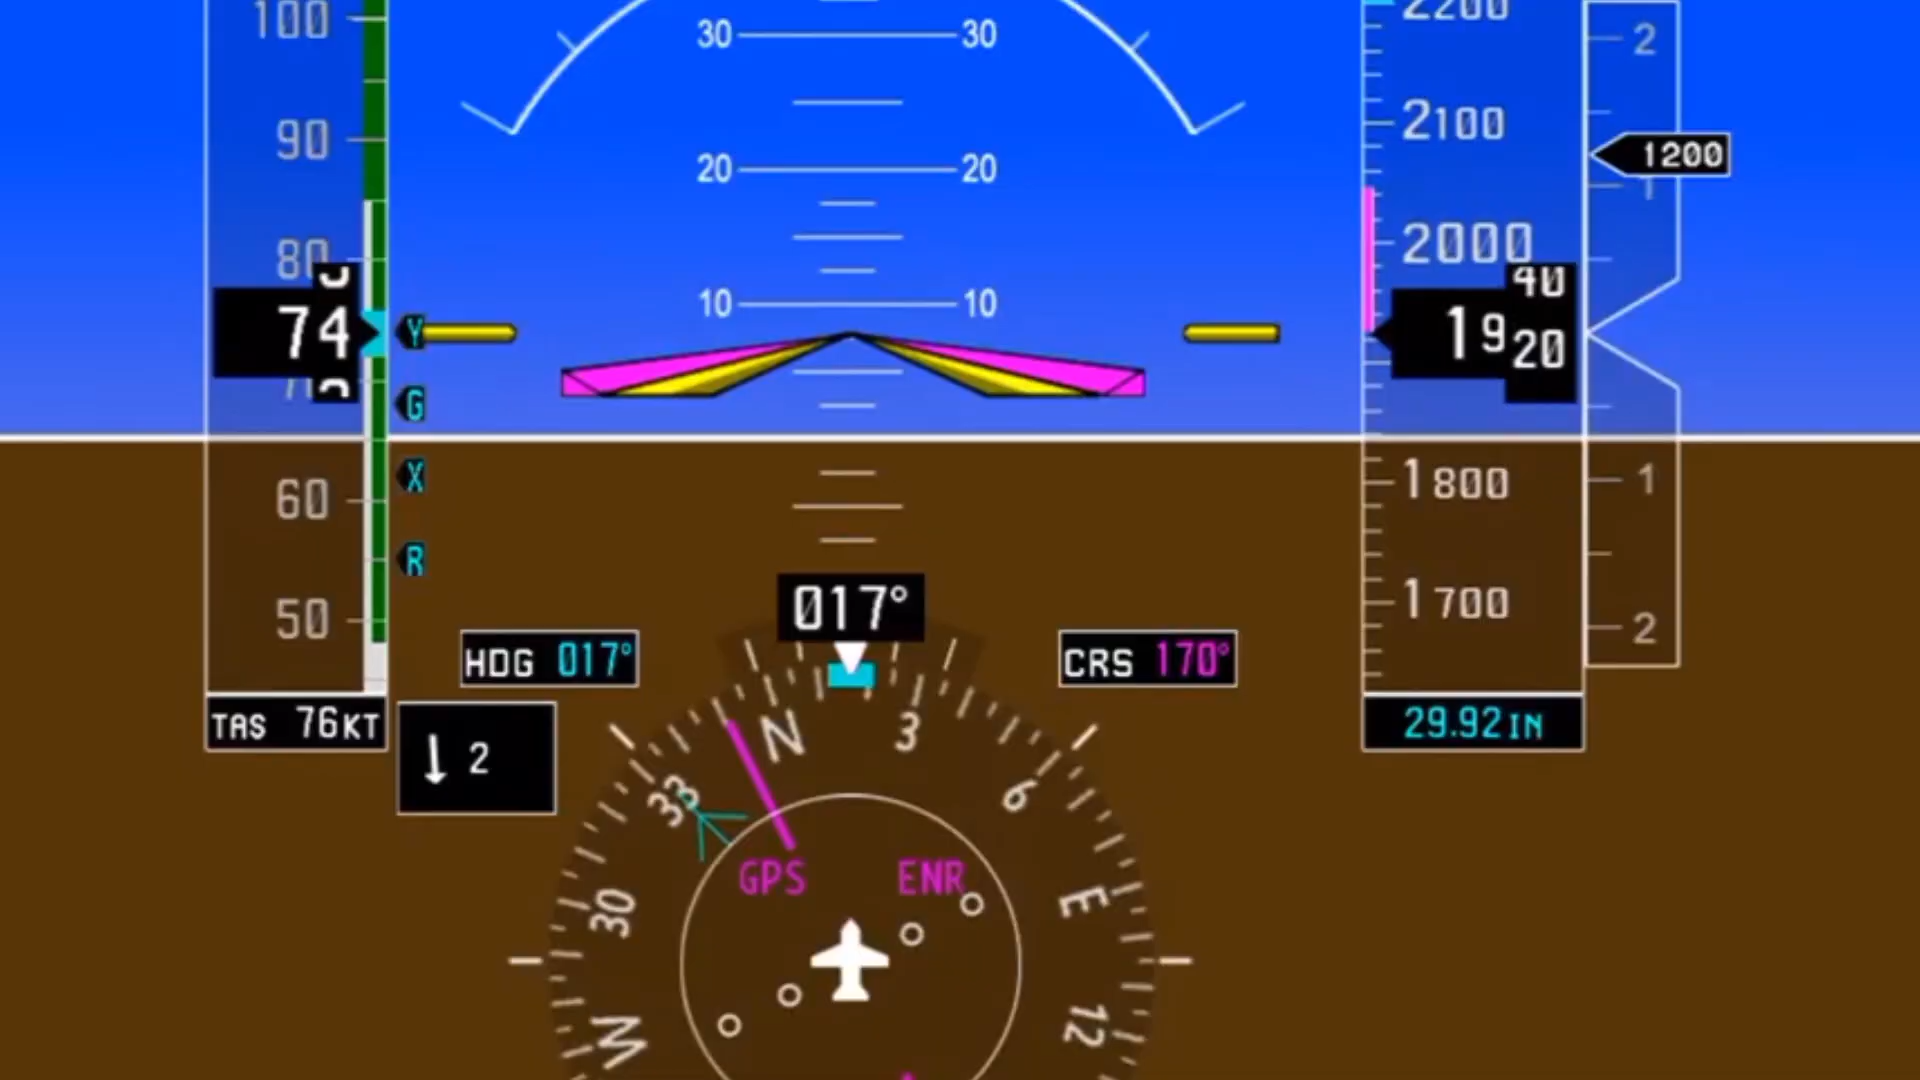 100
90
80
74
60
50
TAS 76KT
Y
G
X
R
30 30
20 20
10 10
017°
HDG 017°
CRS 170°
↓ 2
N
3
6
E
12
33
30
W
GPS ENR
2200
2100
2000
40
19 20
1800
1700
29.92IN
2
1200
1
1
2